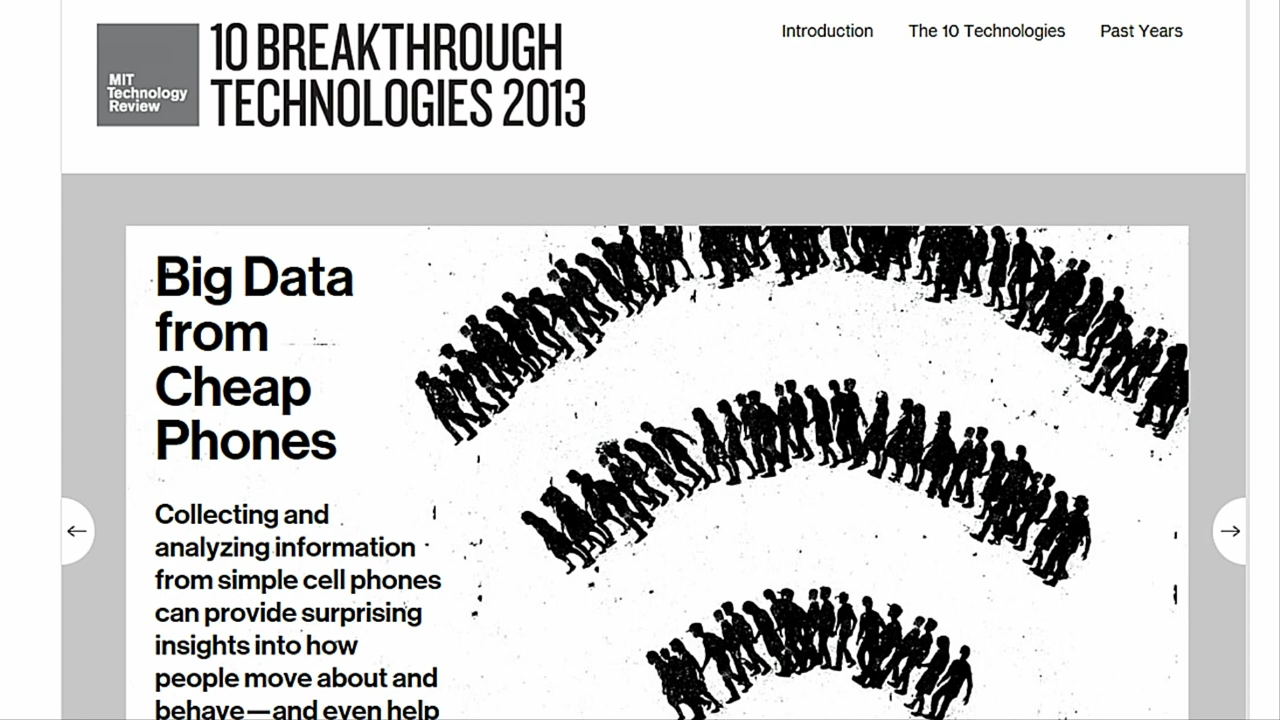 MIT
Technology
Review
10 BREAKTHROUGH
TECHNOLOGIES 2013
Introduction
The 10 Technologies
Past Years
Big Data
from
Cheap
Phones
Collecting and
analyzing information
from simple cell phones
can provide surprising
insights into how
people move about and
behave—and even help